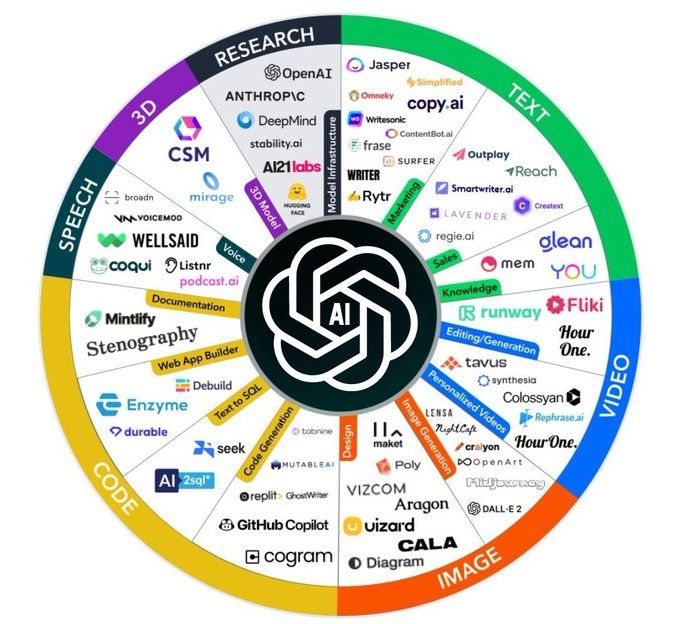 RESEARCH
OpenAI
ANTHROP\C
DeepMind
stability.ai
AI21labs
HUGGING
FACE
Model Infrastructure
TEXT
Jasper
Simplified
Omneky
copy.ai
Writesonic
ContentBot.ai
frase
SURFER
WRITER
Rytr
Marketing
Outplay
Reach
Smartwriter.ai
Creatext
LAVENDER
regie.ai
Sales
glean
mem
YOU
Knowledge
VIDEO
runway
Fliki
Hour
One.
Editing/Generation
tavus
synthesia
Colossyan
Rephrase.ai
HourOne.
Personalized Videos
IMAGE
LENSA
NightCafe
craiyon
OpenArt
Midjourney
DALL·E 2
Image Generation
maket
Poly
VIZCOM
Aragon
uizard
CALA
Diagram
Design
CODE
tabnine
MUTABLEAI
replit
GhostWriter
GitHub Copilot
cogram
Code Generation
seek
AI 2sql*
Text to SQL
Debuild
Enzyme
durable
Web App Builder
Mintlify
Stenography
Documentation
SPEECH
broadn
VOICEMOD
WELLSAID
coqui
Listnr
podcast.ai
Voice
3D
CSM
mirage
3D Model
AI